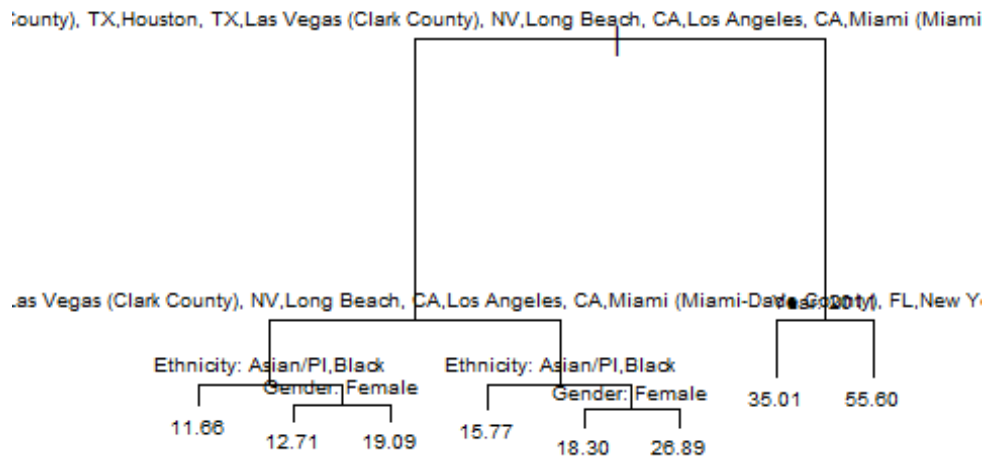 County), TX,Houston, TX,Las Vegas (Clark County), NV,Long Beach, CA,Los Angeles, CA,Miami (Miami
Las Vegas (Clark County), NV,Long Beach, CA,Los Angeles, CA,Miami (Miami-Dade County), FL,New Y
Ethnicity: Asian/PI,Black
Ethnicity: Asian/PI,Black
Gender: Female
Gender: Female
35.01
55.60
11.66
12.71
19.09
15.77
18.30
26.89